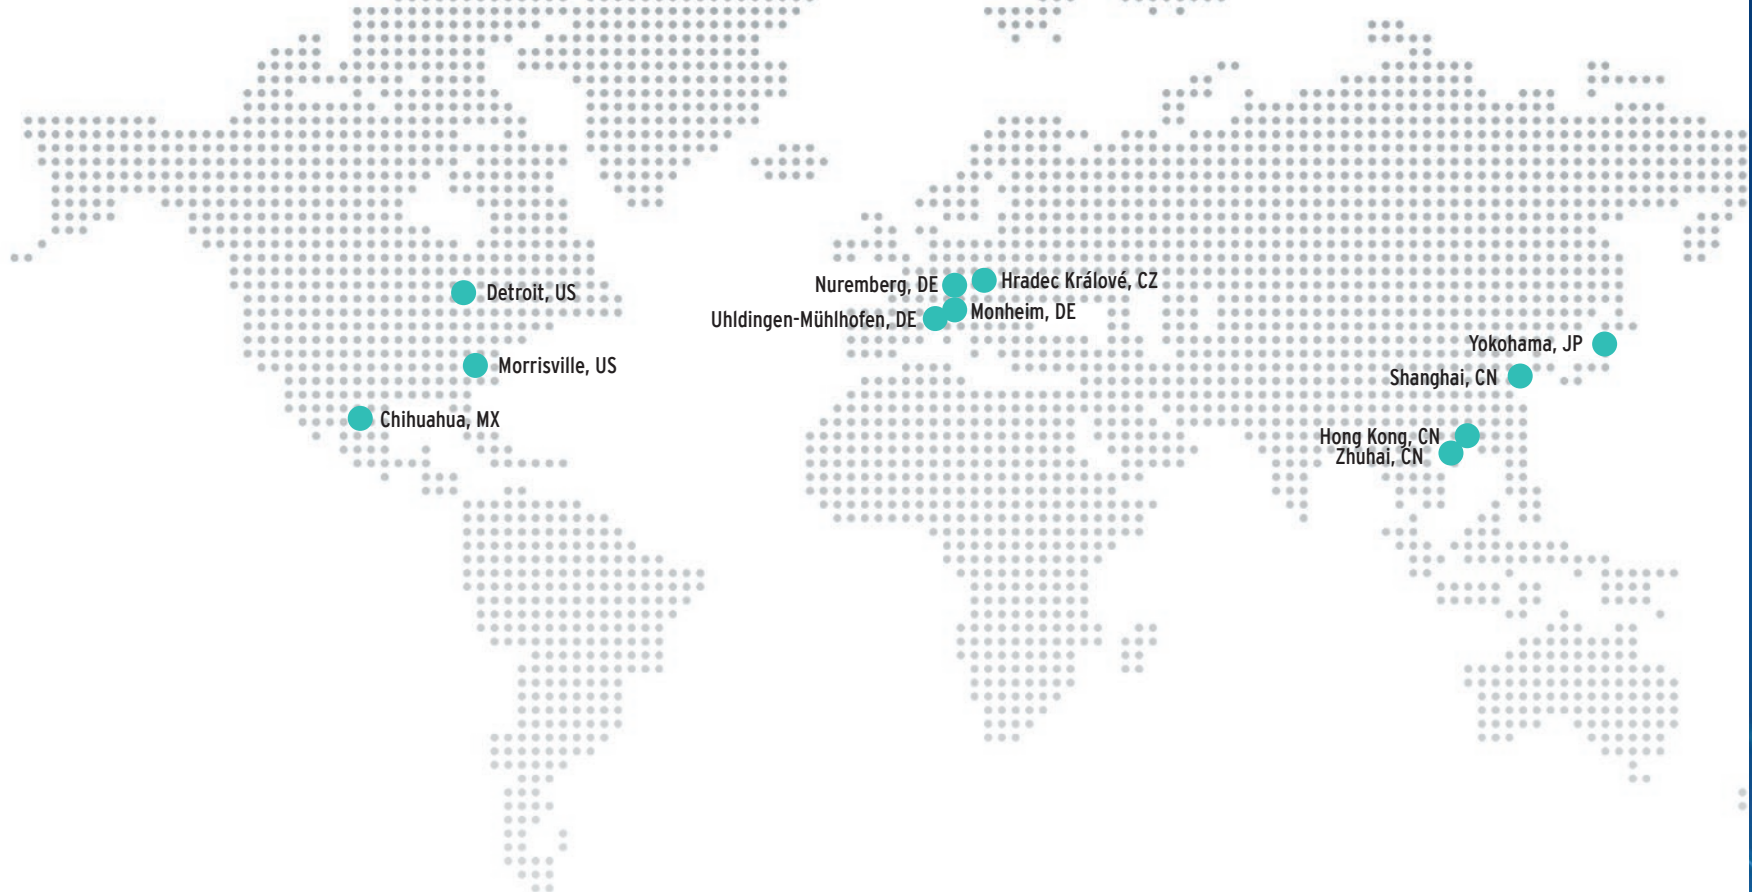 Nuremberg, DE
Hradec Králové, CZ
Detroit, US
Monheim, DE
Uhldingen-Mühlhofen, DE
Yokohama, JP
Morrisville, US
Shanghai, CN
Chihuahua, MX
Hong Kong, CN
Zhuhai, CN